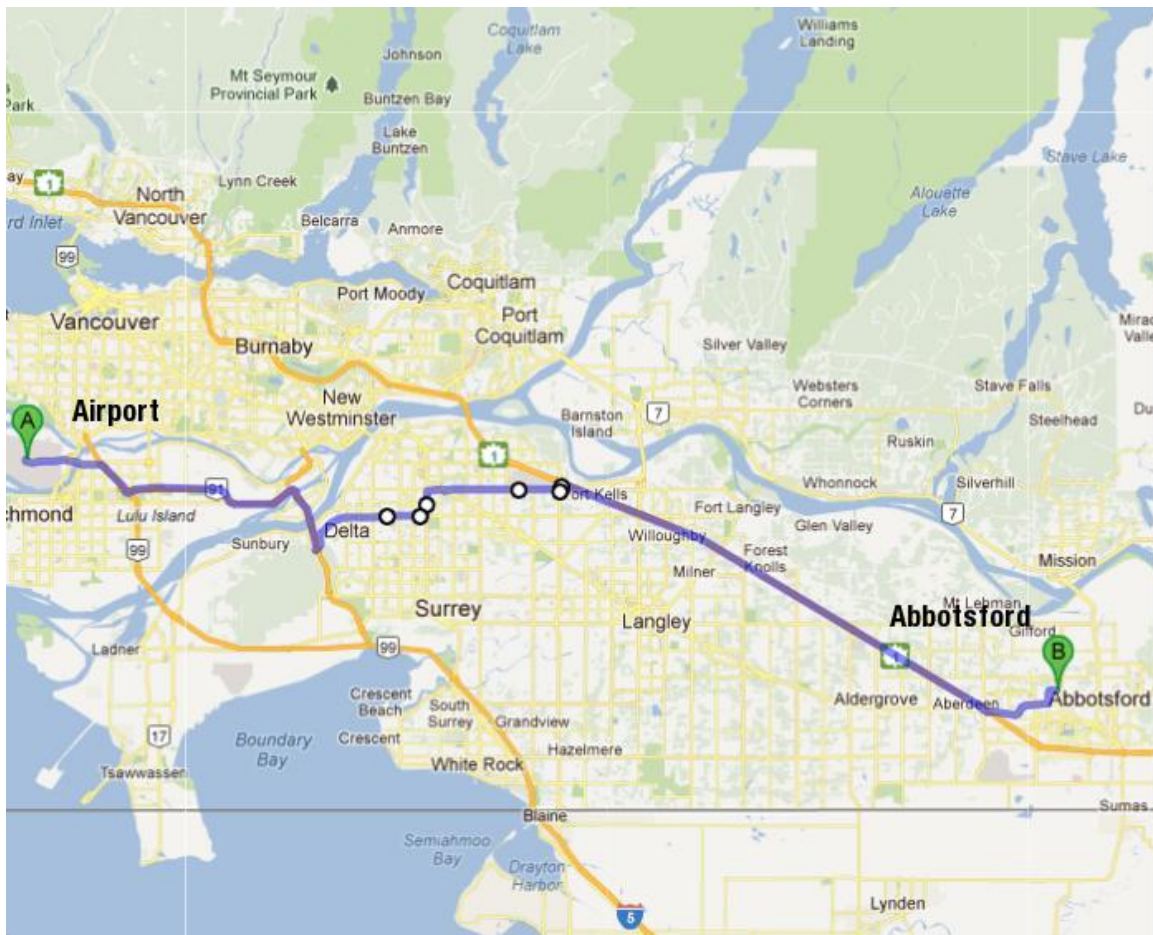 Williams
Landing
Johnson
Coquitlam
Lake
Mt Seymour
Provincial Park
Buntzen Bay
Park
Lake
Buntzen
Stave Lake
1
Lynn Creek
North
Vancouver
Alouette
Lake
Belcarra
Anmore
99
Coquitlam
Port Moody
Port
Coquitlam
Vancouver
Burnaby
Silver Valley
New
Westminster
Websters
Corners
Stave Falls
Steelhead
A
Airport
Barnston
Island
7
Ruskin
1
91
Whonnock
Silverhill
Fort Langley
Lulu Island
Glen Valley
7
Delta
Sunbury
Willoughby
99
Forest
Knolls
Mission
Milner
Surrey
Langley
Mt Lehman
Abbotsford
Gifford
99
Ladner
1
B
Crescent
Beach
South
Surrey
Aldergrove
Aberdeen
Abbotsford
Grandview
Crescent
17
Boundary
Bay
Hazelmere
White Rock
Tsawwassen
Blaine
Sumas
Semiahmoo
Bay
Drayton
Harbor
Lynden
5